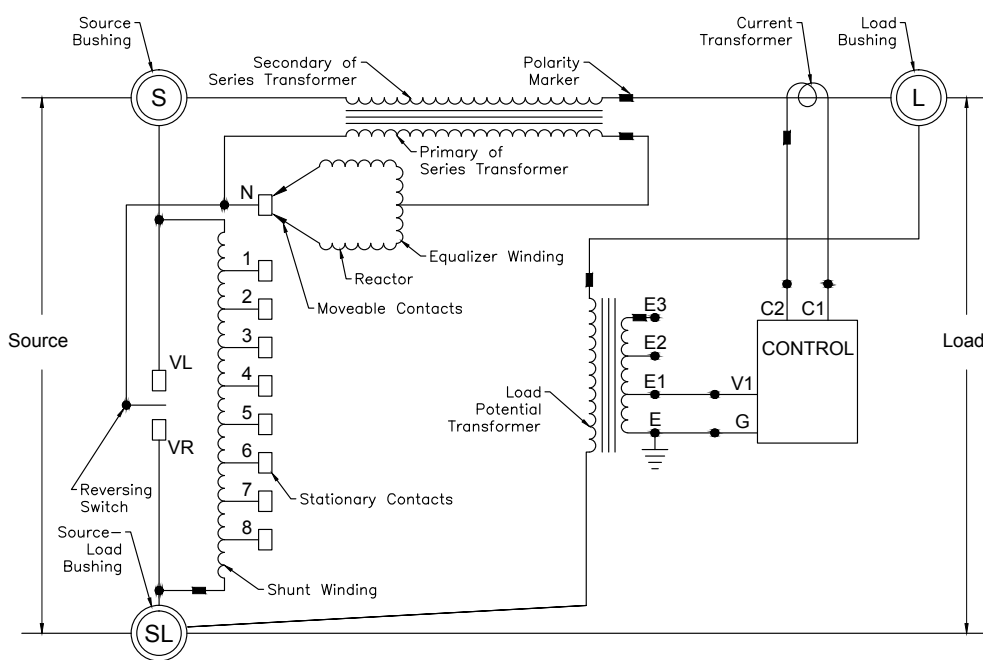 Source
Bushing
Secondary of
Series Transformer
Polarity
Marker
Current
Transformer
Load
Bushing
S
L
Primary of
Series Transformer
N
Equalizer Winding
Reactor
Moveable Contacts
1
2
3
4
5
6
7
8
Source
VL
VR
Reversing
Switch
Stationary Contacts
Source–
Load
Bushing
Shunt Winding
SL
Load
Potential
Transformer
E3
E2
E1
E
V1
G
C2
C1
CONTROL
Load